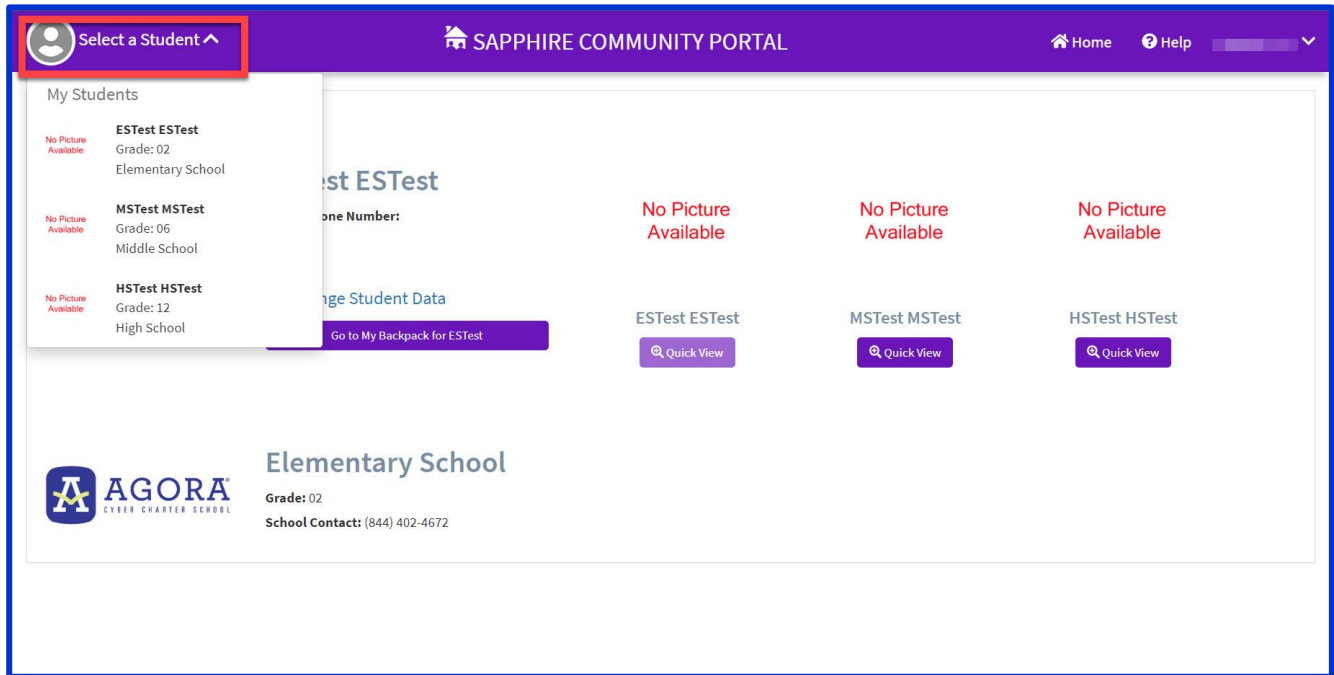 Select a Student
SAPPHIRE COMMUNITY PORTAL
Home
Help
My Students
No Picture
Available
ESTest ESTest
Grade: 02
Elementary School
No Picture
Available
MSTest MSTest
Grade: 06
Middle School
No Picture
Available
HSTest HSTest
Grade: 12
High School
est ESTest
one Number:
nge Student Data
Go to My Backpack for ESTest
No Picture
Available
ESTest ESTest
Quick View
No Picture
Available
MSTest MSTest
Quick View
No Picture
Available
HSTest HSTest
Quick View
AGORA
CYBER CHARTER SCHOOL
Elementary School
Grade: 02
School Contact: (844) 402-4672